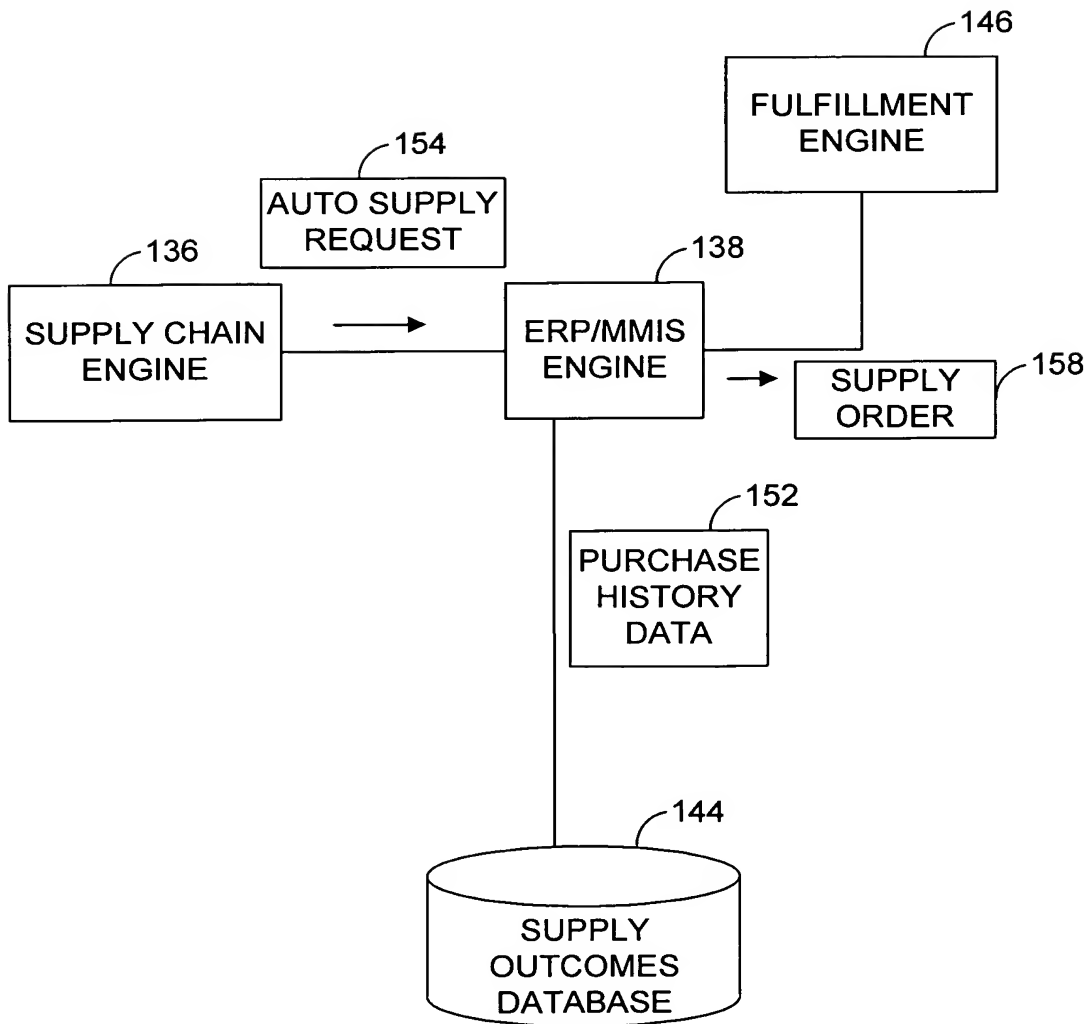 146
FULFILLMENT
ENGINE
154
AUTO SUPPLY
REQUEST
136
SUPPLY CHAIN
ENGINE
138
ERP/MMIS
ENGINE
158
SUPPLY
ORDER
152
PURCHASE
HISTORY
DATA
144
SUPPLY
OUTCOMES
DATABASE